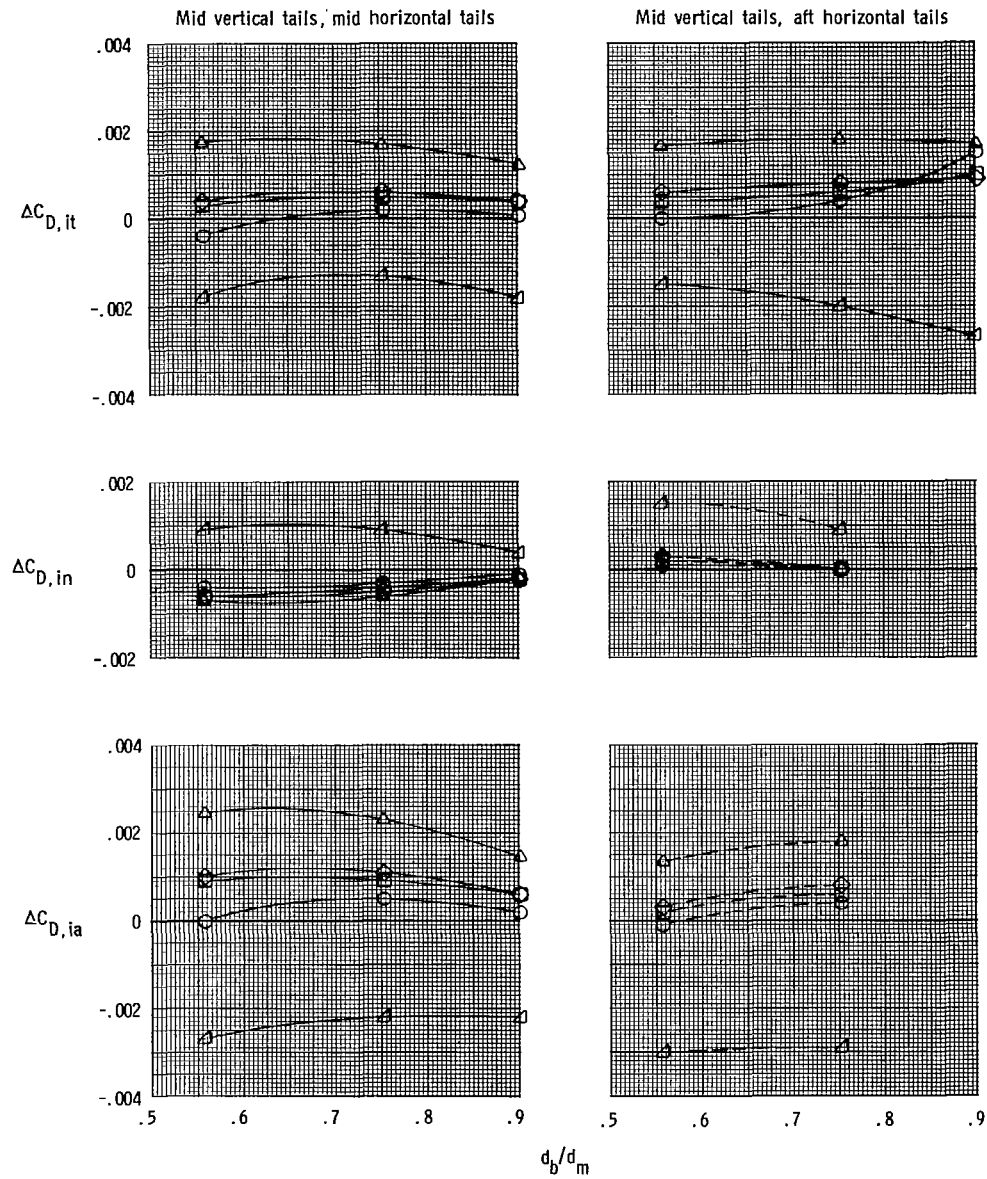 Mid vertical tails, mid horizontal tails
Mid vertical tails, aft horizontal tails
.004
.002
ΔC_D,it
0
-.002
-.004
.002
ΔC_D,in
0
-.002
.004
.002
ΔC_D,ia
0
-.002
-.004
.5 .6 .7 .8 .9
.5 .6 .7 .8 .9
d_b/d_m